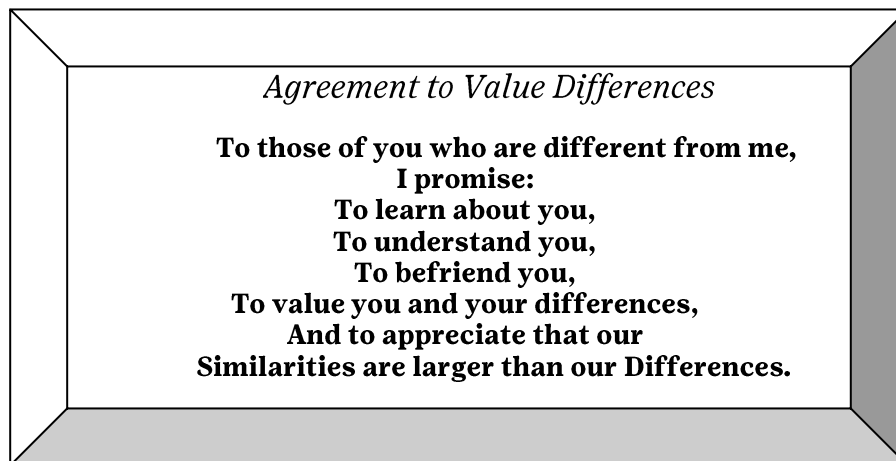 Agreement to Value Differences
To those of you who are different from me,
I promise:
To learn about you,
To understand you,
To befriend you,
To value you and your differences,
And to appreciate that our
Similarities are larger than our Differences.